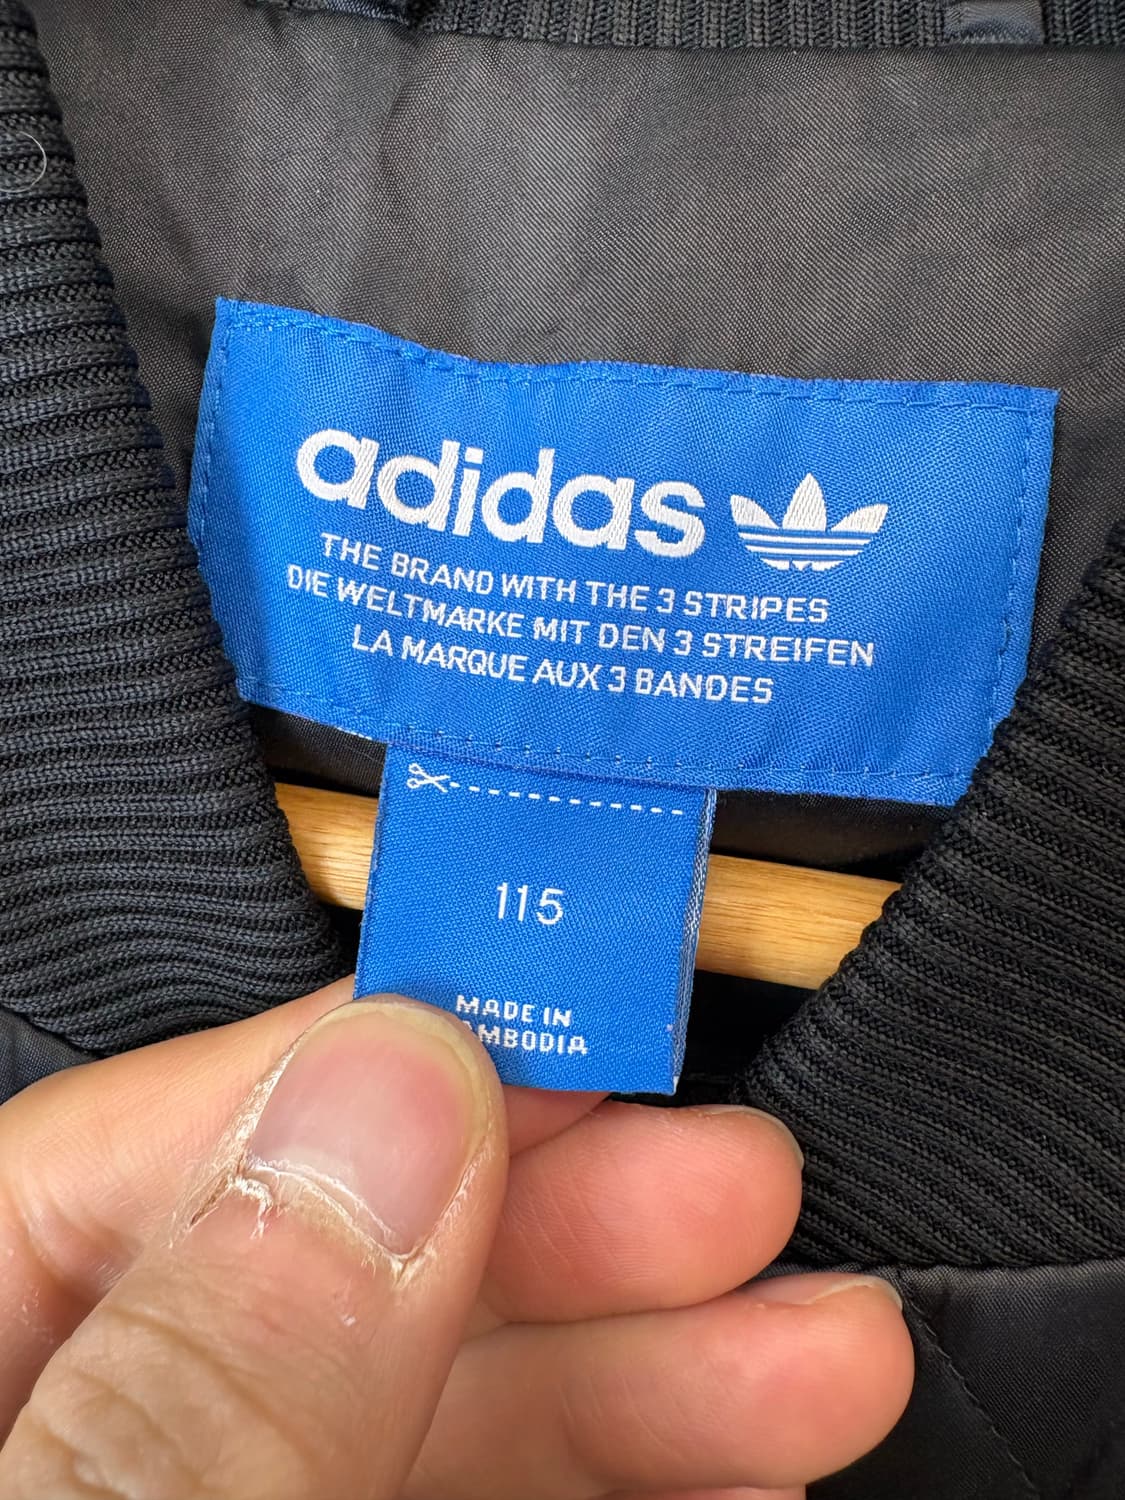 adidas
THE BRAND WITH THE 3 STRIPES
DIE WELTMARKE MIT DEN 3 STREIFEN
LA MARQUE AUX 3 BANDES
115
MADE IN